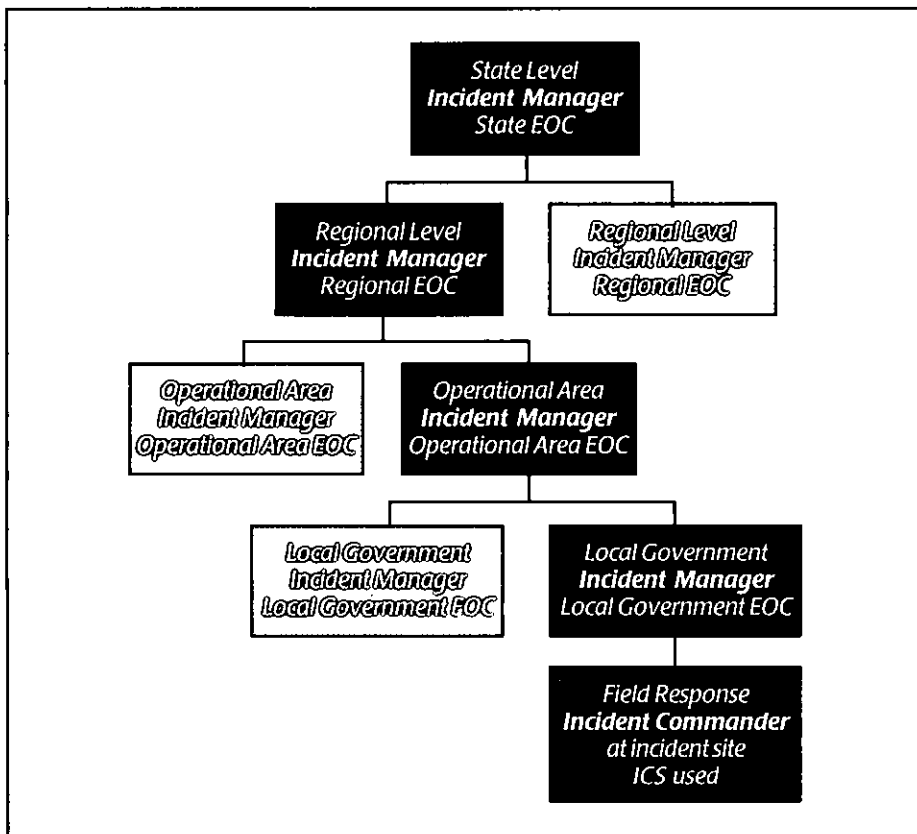 State Level
Incident Manager
State EOC
Regional Level
Incident Manager
Regional EOC
Regional Level
Incident Manager
Regional EOC
Operational Area
Incident Manager
Operational Area EOC
Operational Area
Incident Manager
Operational Area EOC
Local Government
Incident Manager
Local Government EOC
Local Government
Incident Manager
Local Government EOC
Field Response
Incident Commander
at incident site
ICS used